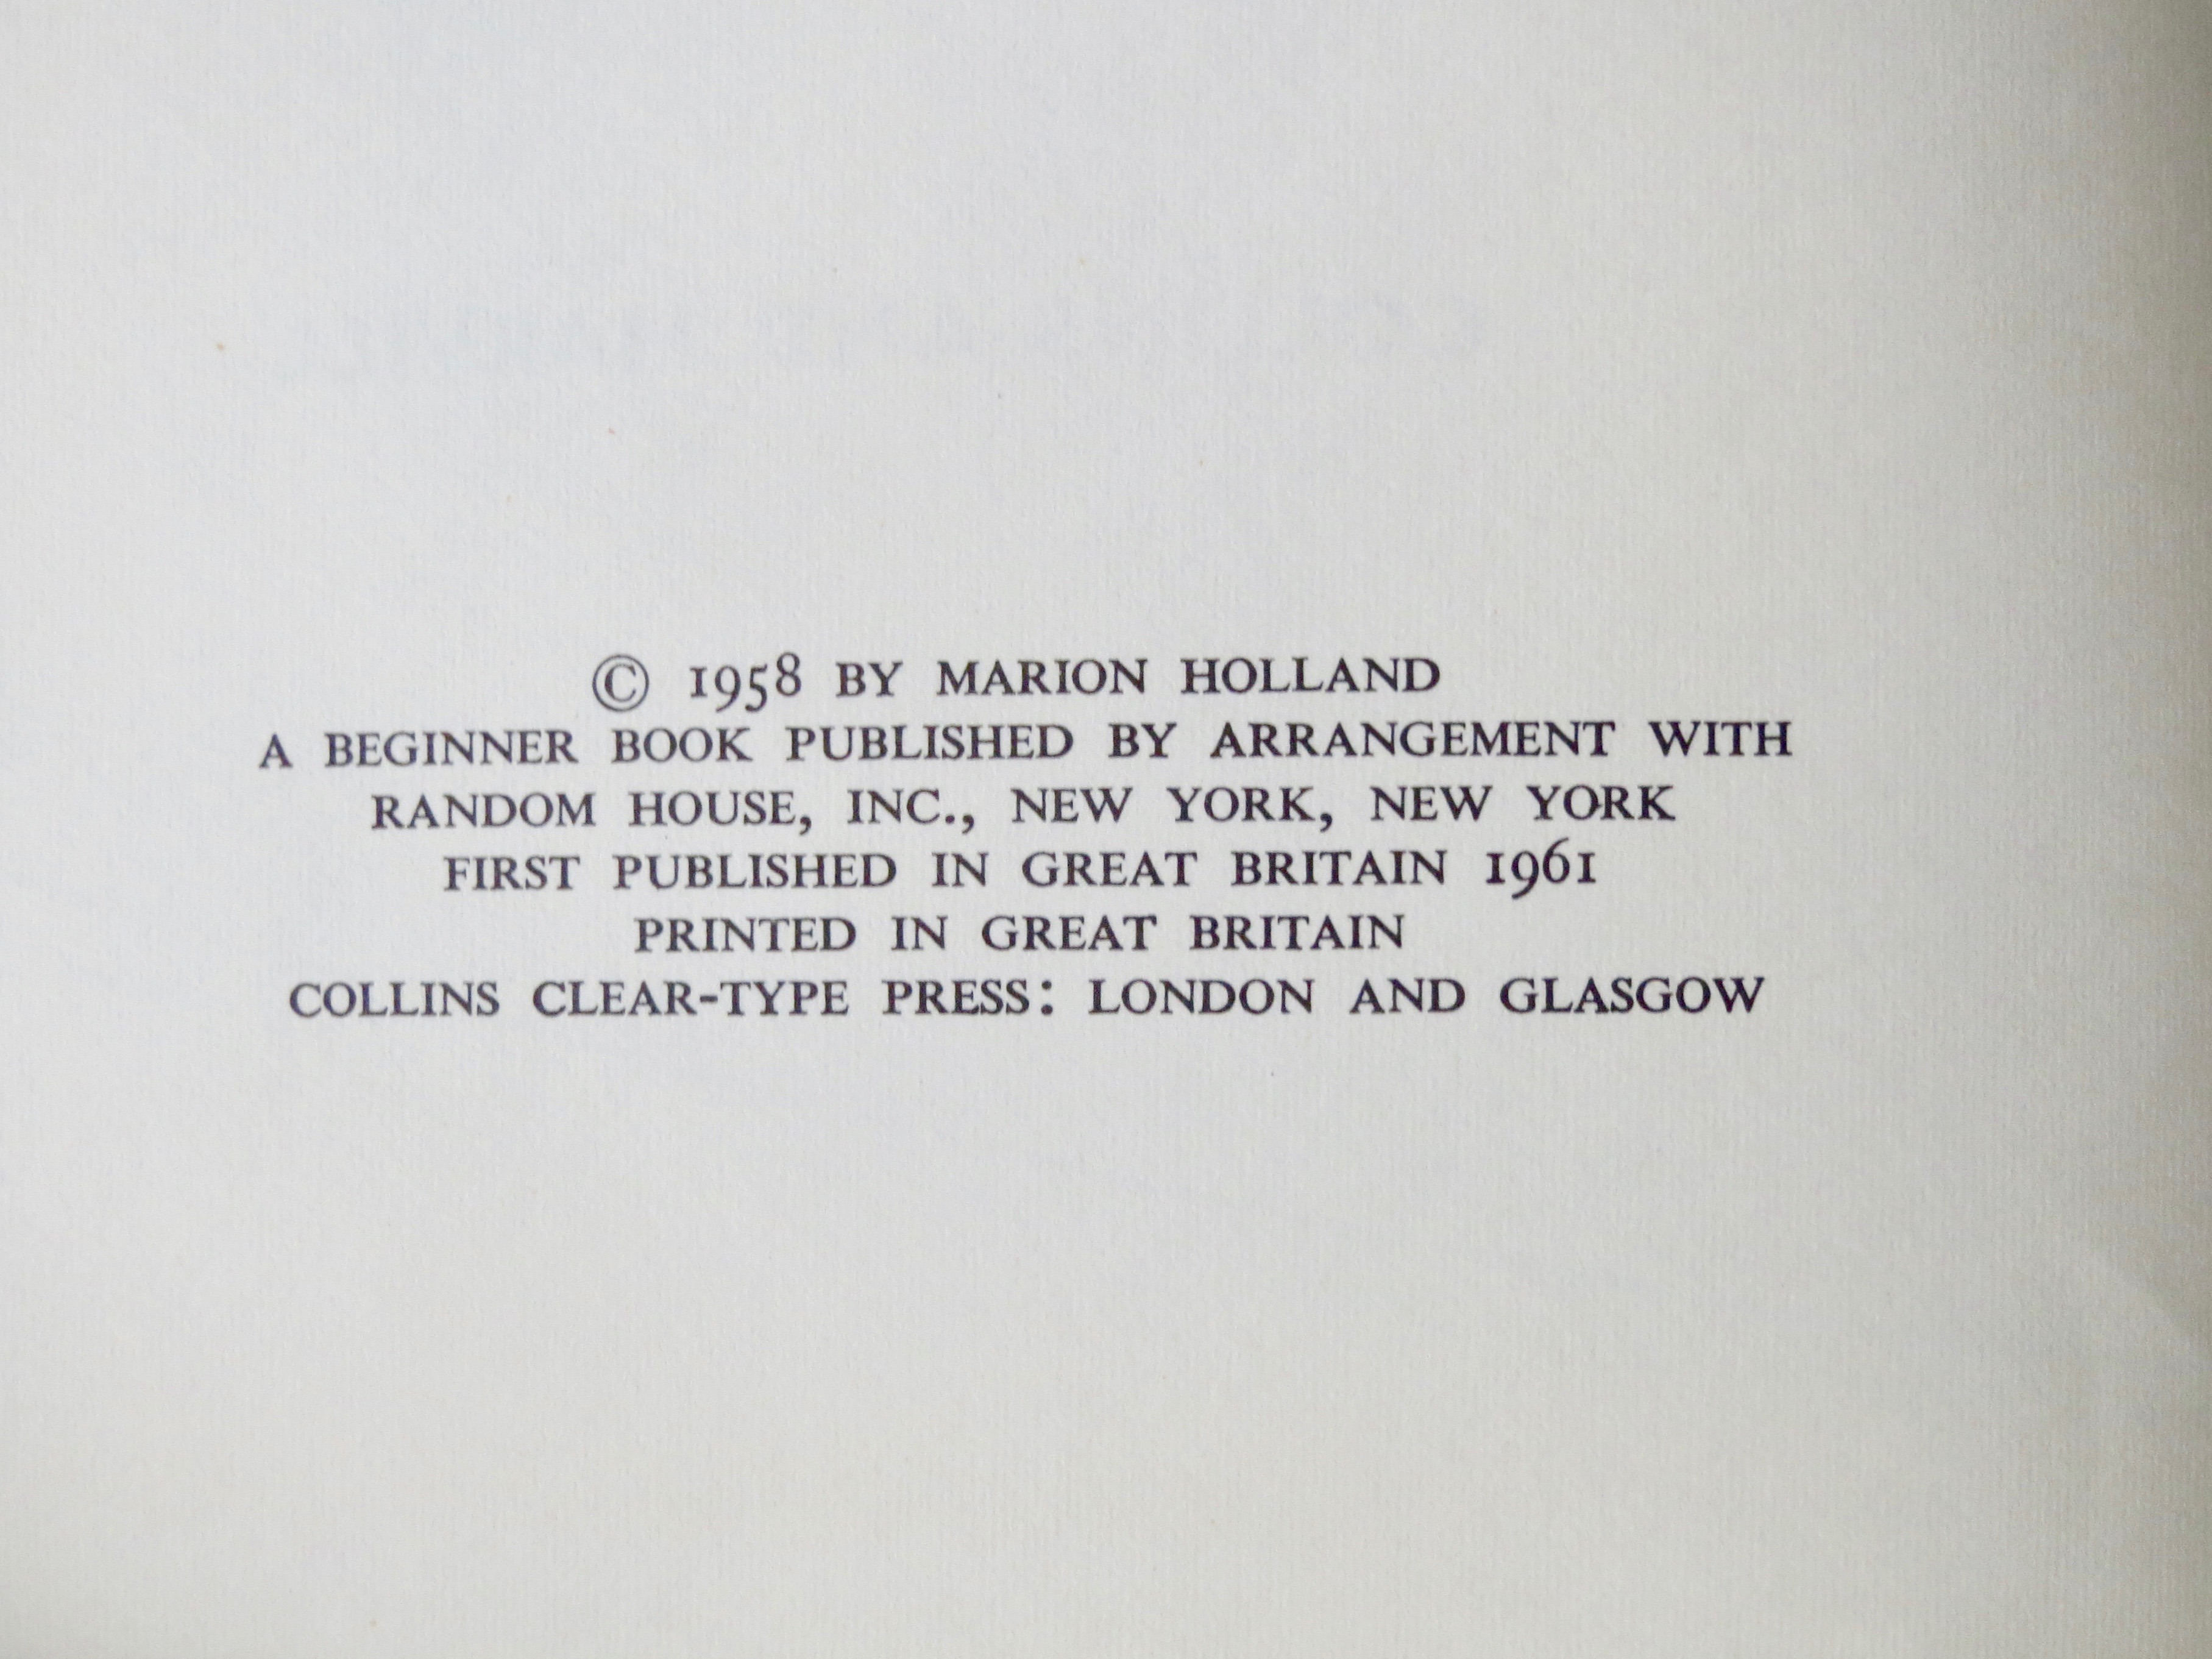 © 1958 BY MARION HOLLAND
A BEGINNER BOOK PUBLISHED BY ARRANGEMENT WITH
RANDOM HOUSE, INC., NEW YORK, NEW YORK
FIRST PUBLISHED IN GREAT BRITAIN 1961
PRINTED IN GREAT BRITAIN
COLLINS CLEAR-TYPE PRESS: LONDON AND GLASGOW